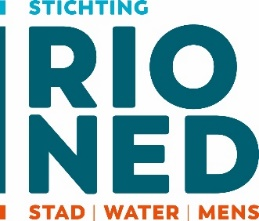 STICHTING
RIO
NED
STAD | WATER | MENS